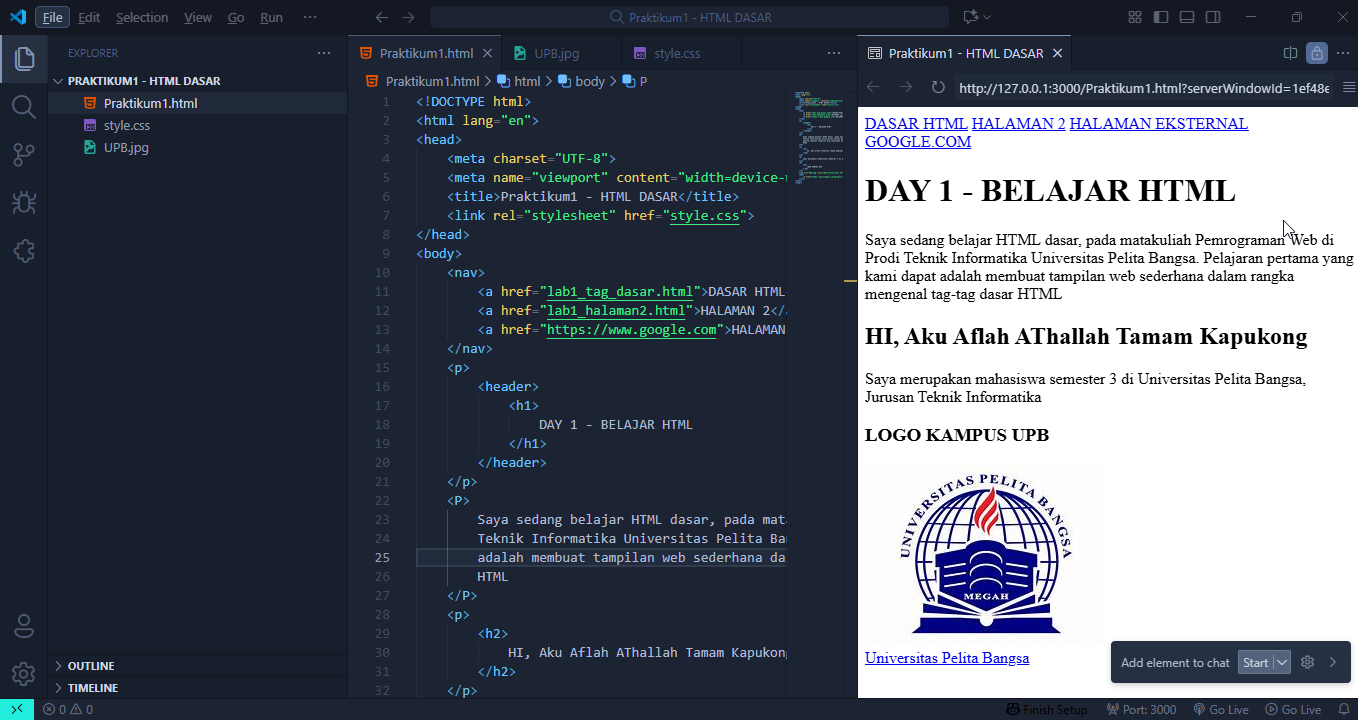 File Edit Selection View Go Run ··· Praktikum1 - HTML DASAR
EXPLORER ···
PRAKTIKUM1 - HTML DASAR
Praktikum1.html
style.css
UPB.jpg
OUTLINE
TIMELINE
Praktikum1.html UPB.jpg style.css ···
Praktikum1.html > html > body > P
1 <!DOCTYPE html>
2 <html lang="en">
3 <head>
4 <meta charset="UTF-8">
5 <meta name="viewport" content="width=device-
6 <title>Praktikum1 - HTML DASAR</title>
7 <link rel="stylesheet" href="style.css">
8 </head>
9 <body>
10 <nav>
11 <a href="lab1_tag_dasar.html">DASAR HTML
12 <a href="lab1_halaman2.html">HALAMAN 2</
13 <a href="https://www.google.com">HALAMAN
14 </nav>
15 <p>
16 <header>
17 <h1>
18 DAY 1 - BELAJAR HTML
19 </h1>
20 </header>
21 </p>
22 <P>
23 Saya sedang belajar HTML dasar, pada mat
24 Teknik Informatika Universitas Pelita Ba
25 adalah membuat tampilan web sederhana da
26 HTML
27 </P>
28 <p>
29 <h2>
30 HI, Aku Aflah AThallah Tamam Kapukon
31 </h2>
32 </p>
Praktikum1 - HTML DASAR ···
http://127.0.0.1:3000/Praktikum1.html?serverWindowId=1ef48e
DASAR HTML HALAMAN 2 HALAMAN EKSTERNAL
GOOGLE.COM
DAY 1 - BELAJAR HTML
Saya sedang belajar HTML dasar, pada matakuliah Pemrograman Web di
Prodi Teknik Informatika Universitas Pelita Bangsa. Pelajaran pertama yang
kami dapat adalah membuat tampilan web sederhana dalam rangka
mengenal tag-tag dasar HTML
HI, Aku Aflah AThallah Tamam Kapukong
Saya merupakan mahasiswa semester 3 di Universitas Pelita Bangsa,
Jurusan Teknik Informatika
LOGO KAMPUS UPB
UNIVERSITAS PELITA BANGSA
MEGAH
Universitas Pelita Bangsa
Add element to chat Start
0 0 Finish Setup Port: 3000 Go Live Go Live